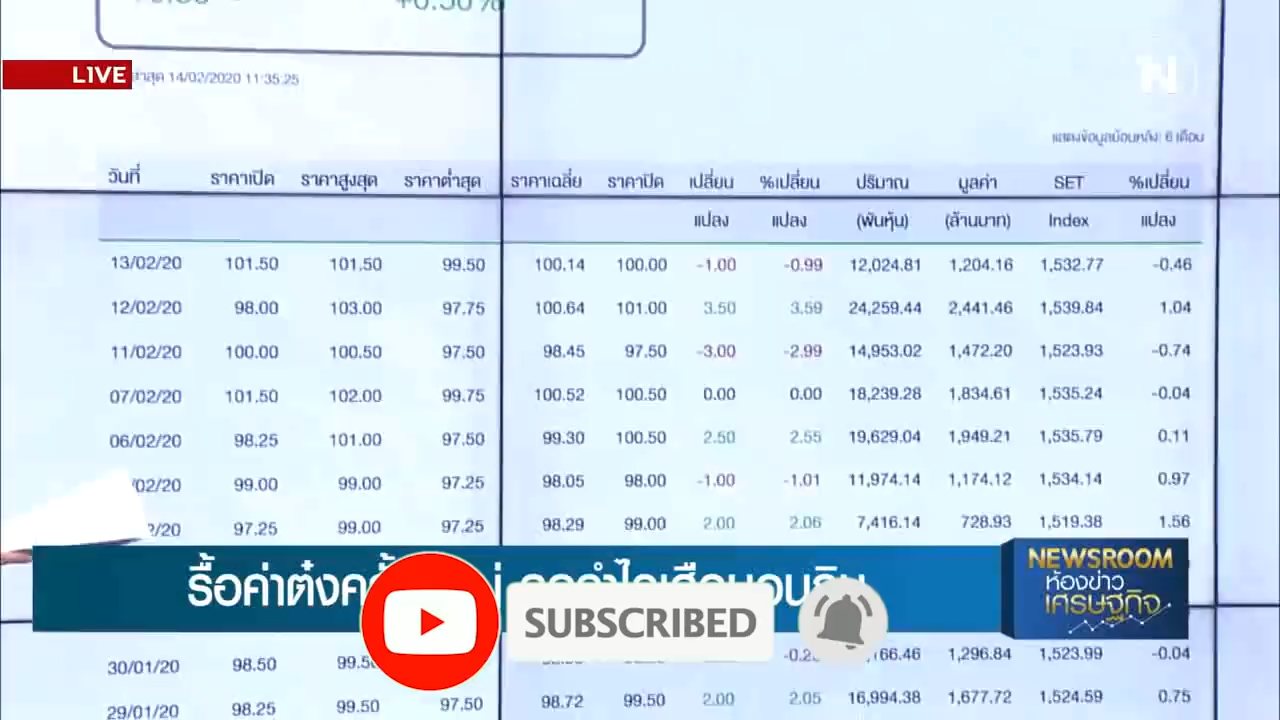 +0.50%
LIVE
ล่าสุด 14/02/2020 11:35:25
แสดงข้อมูลย้อนหลัง: 6 เดือน
วันที่ ราคาเปิด ราคาสูงสุด ราคาต่ำสุด ราคาเฉลี่ย ราคาปิด เปลี่ยน %เปลี่ยน ปริมาณ มูลค่า SET %เปลี่ยน
แปลง แปลง (พันหุ้น) (ล้านบาท) Index แปลง
13/02/20 101.50 101.50 99.50 100.14 100.00 -1.00 -0.99 12,024.81 1,204.16 1,532.77 -0.46
12/02/20 98.00 103.00 97.75 100.64 101.00 3.50 3.59 24,259.44 2,441.46 1,539.84 1.04
11/02/20 100.00 100.50 97.50 98.45 97.50 -3.00 -2.99 14,953.02 1,472.20 1,523.93 -0.74
07/02/20 101.50 102.00 99.75 100.52 100.50 0.00 0.00 18,239.28 1,834.61 1,535.24 -0.04
06/02/20 98.25 101.00 97.50 99.30 100.50 2.50 2.55 19,629.04 1,949.21 1,535.79 0.11
/02/20 99.00 99.00 97.25 98.05 98.00 -1.00 -1.01 11,974.14 1,174.12 1,534.14 0.97
2/20 97.25 99.00 97.25 98.29 99.00 2.00 2.06 7,416.14 728.93 1,519.38 1.56
รื้อค่าต๋ง
SUBSCRIBED
NEWSROOM
ห้องข่าว
เศรษฐกิจ
30/01/20 98.50 99.50 1,296.84 1,523.99 -0.04
29/01/20 98.25 99.50 97.50 98.72 99.50 2.00 2.05 16,994.38 1,677.72 1,524.59 0.75